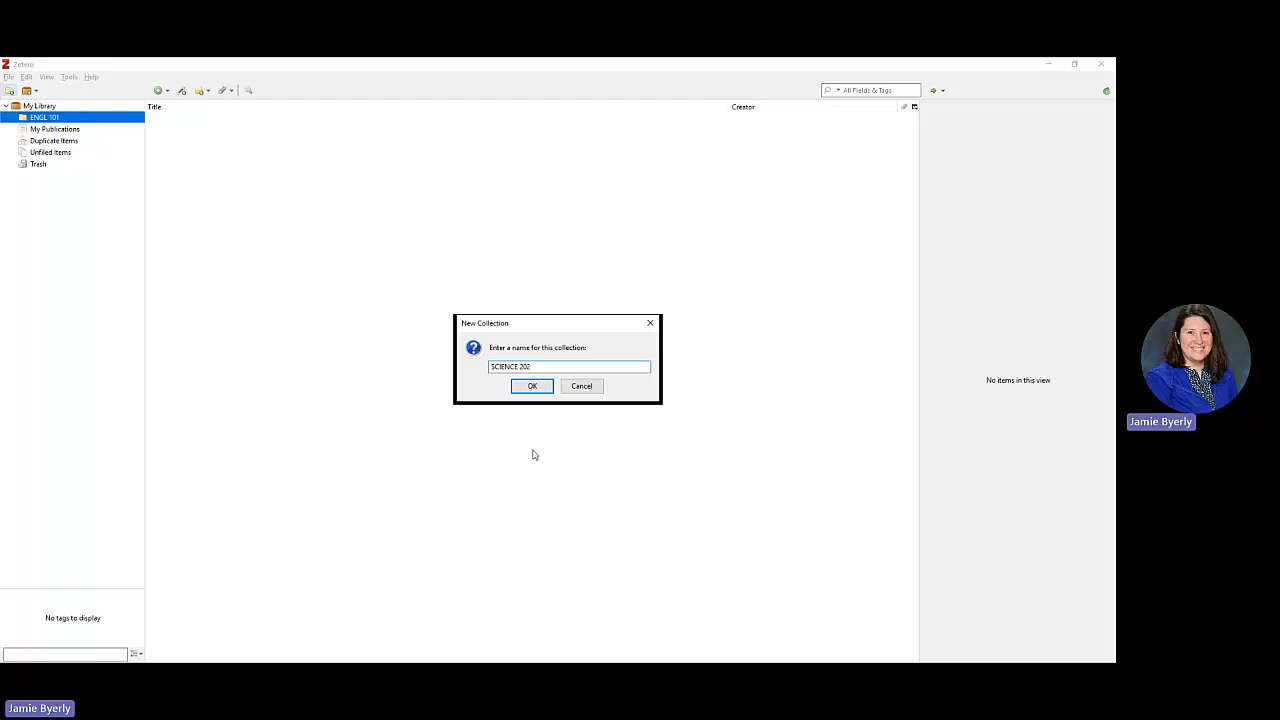 Zotero
File Edit View Tools Help
All Fields & Tags
My Library
Title
Creator
ENGL 101
My Publications
Duplicate Items
Unfiled Items
Trash
New Collection
Enter a name for this collection:
SCIENCE 202
OK Cancel
No items in this view
Jamie Byerly
No tags to display
Jamie Byerly